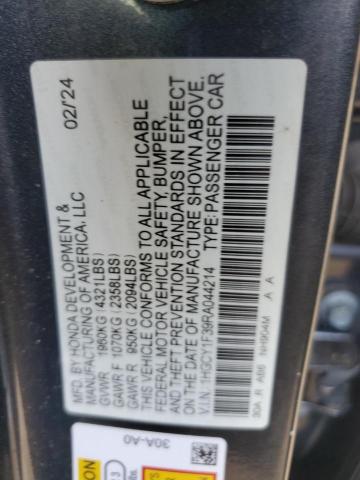 MFD. BY HONDA DEVELOPMENT & 02/'24
MANUFACTURING OF AMERICA, LLC
GVWR 1960KG (4321LBS)
GAWR F 1070KG (2358LBS)
GAWR R 950KG (2094LBS)
THIS VEHICLE CONFORMS TO ALL APPLICABLE
FEDERAL MOTOR VEHICLE SAFETY, BUMPER,
AND THEFT PREVENTION STANDARDS IN EFFECT
ON THE DATE OF MANUFACTURE SHOWN ABOVE.
V.I.N: 1HGCY1F39RA044214 TYPE: PASSENGER CAR
30A R A86 NH904M A A
30A-A0